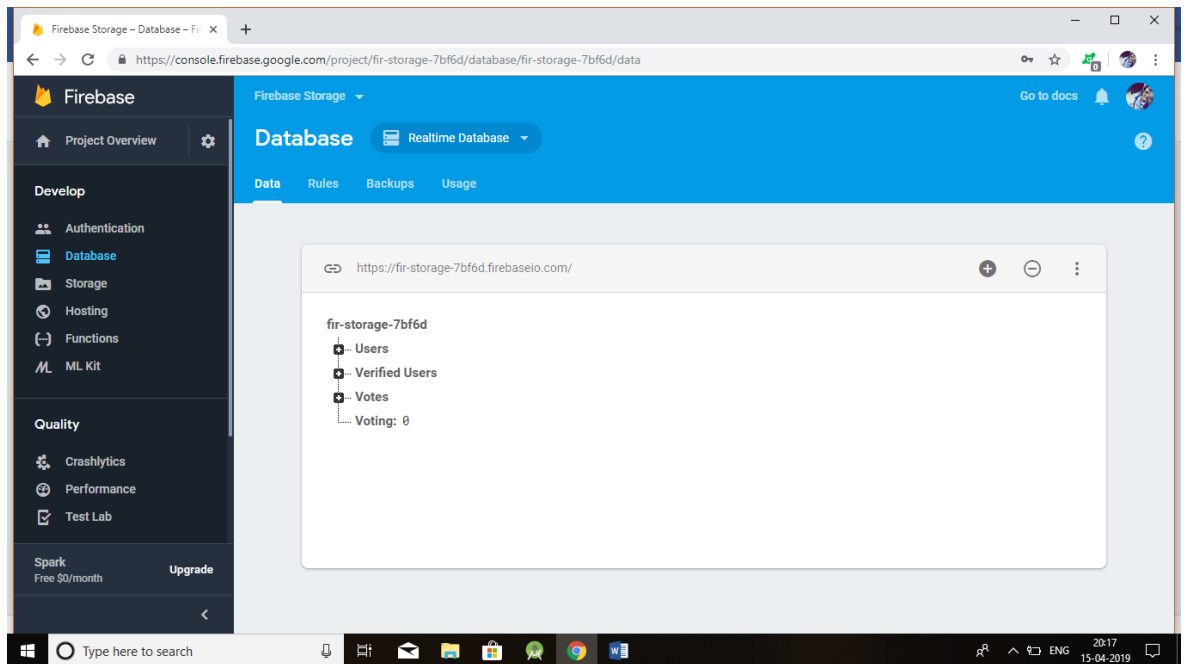 Firebase Storage – Database – Fir
https://console.firebase.google.com/project/fir-storage-7bf6d/database/fir-storage-7bf6d/data
0
Firebase
Firebase Storage
Go to docs
Project Overview
Database
Realtime Database
Data Rules Backups Usage
Develop
Authentication
Database
Storage
Hosting
Functions
ML Kit
Quality
Crashlytics
Performance
Test Lab
Spark
Free $0/month
Upgrade
https://fir-storage-7bf6d.firebaseio.com/
fir-storage-7bf6d
Users
Verified Users
Votes
Voting: 0
Type here to search
ENG
20:17
15-04-2019